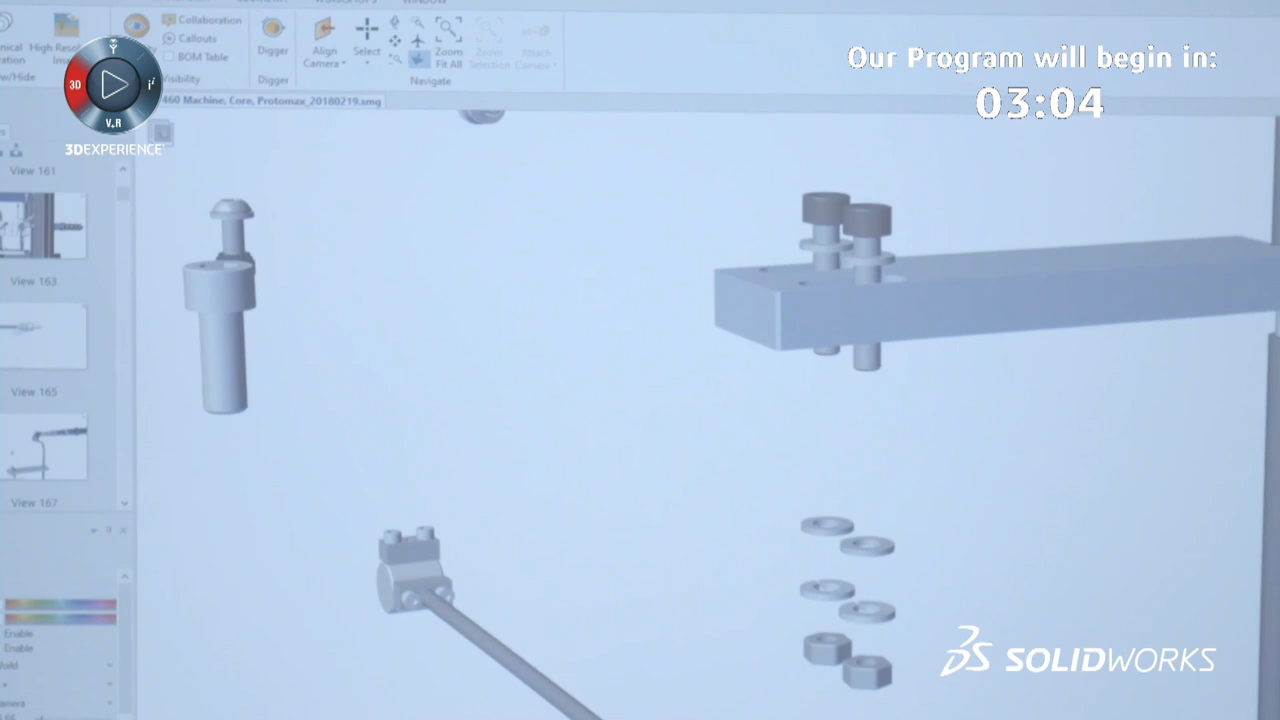 WINDOW
Collaboration
Callouts
BOM Table
Visibility
High Resol
Digger
Digger
Align
Camera
Select
Zoom
Fit All
Zoom
Selection
Attach
Camera
Navigate
w/Hide
460 Machine, Core, Protomax_20180219.smg
3D
V.R
3DEXPERIENCE
Our Program will begin in:
03:04
View 161
View 163
View 165
View 167
Enable
Enable
SOLIDWORKS